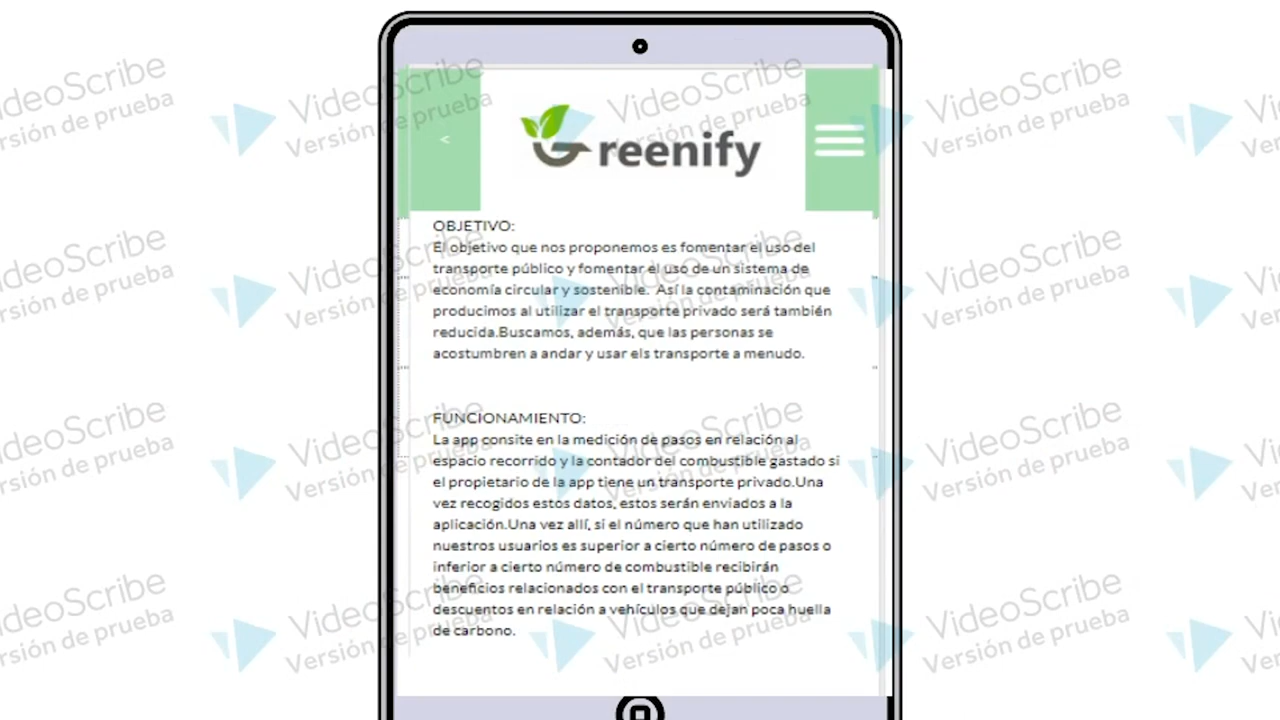 VideoScribe
Versión de prueba
<
Greenify
OBJETIVO:
El objetivo que nos proponemos es fomentar el uso del
transporte público y fomentar el uso de un sistema de
economía circular y sostenible. Así la contaminación que
producimos al utilizar el transporte privado será también
reducida.Buscamos, además, que las personas se
acostumbren a andar y usar els transporte a menudo.
FUNCIONAMIENTO:
La app consite en la medición de pasos en relación al
espacio recorrido y la contador del combustible gastado si
el propietario de la app tiene un transporte privado.Una
vez recogidos estos datos, estos serán enviados a la
aplicación.Una vez allí, si el número que han utilizado
nuestros usuarios es superior a cierto número de pasos o
inferior a cierto número de combustible recibirán
beneficios relacionados con el transporte público o
descuentos en relación a vehículos que dejan poca huella
de carbono.